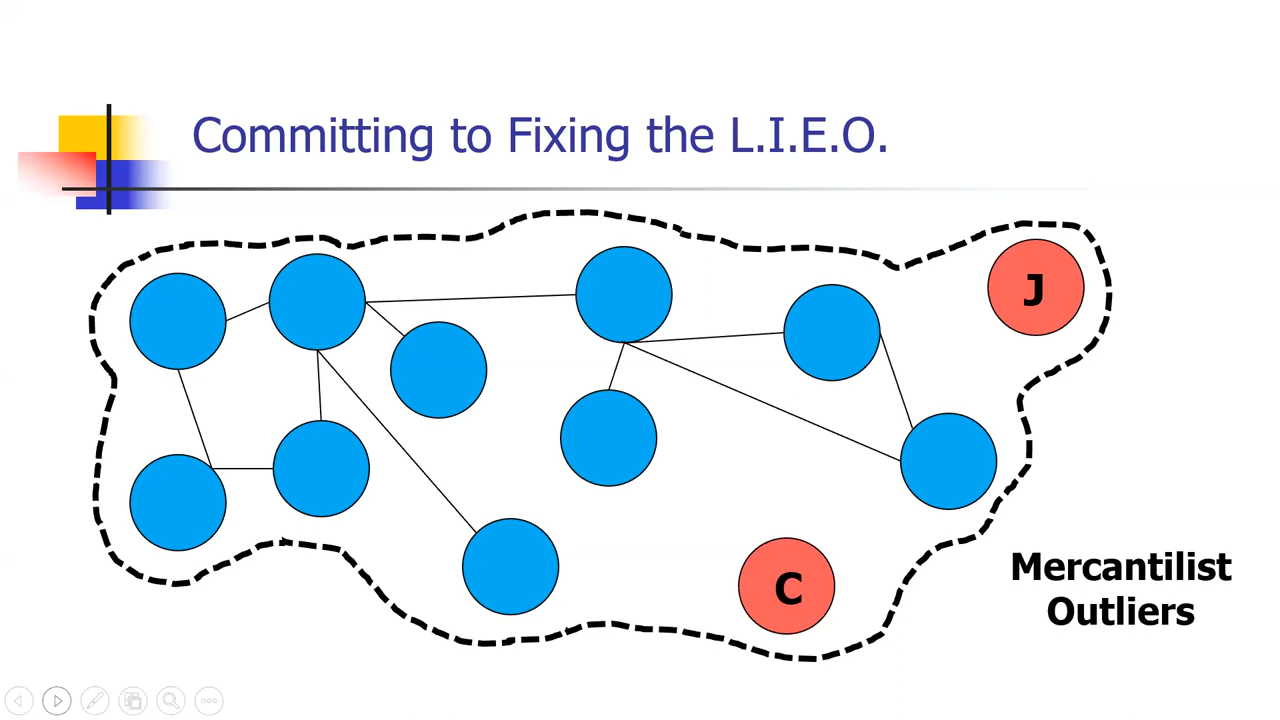 Committing to Fixing the L.I.E.O.
J
C
Mercantilist
Outliers